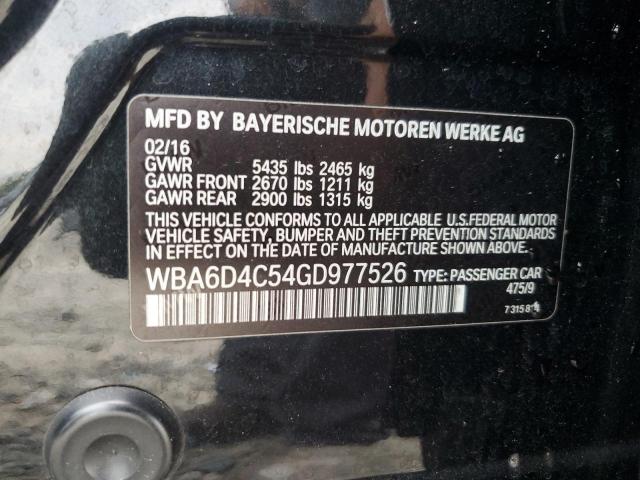 MFD BY BAYERISCHE MOTOREN WERKE AG
02/16
GVWR 5435 lbs 2465 kg
GAWR FRONT 2670 lbs 1211 kg
GAWR REAR 2900 lbs 1315 kg
THIS VEHICLE CONFORMS TO ALL APPLICABLE U.S.FEDERAL MOTOR
VEHICLE SAFETY, BUMPER AND THEFT PREVENTION STANDARDS
IN EFFECT ON THE DATE OF MANUFACTURE SHOWN ABOVE.
WBA6D4C54GD977526 TYPE: PASSENGER CAR
475/9